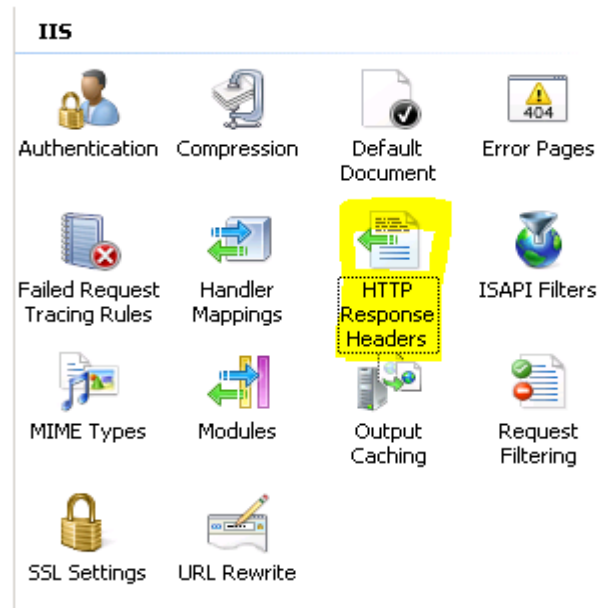 IIS
Authentication Compression Default Document Error Pages
404
Failed Request Tracing Rules Handler Mappings HTTP Response Headers ISAPI Filters
MIME Types Modules Output Caching Request Filtering
SSL Settings URL Rewrite